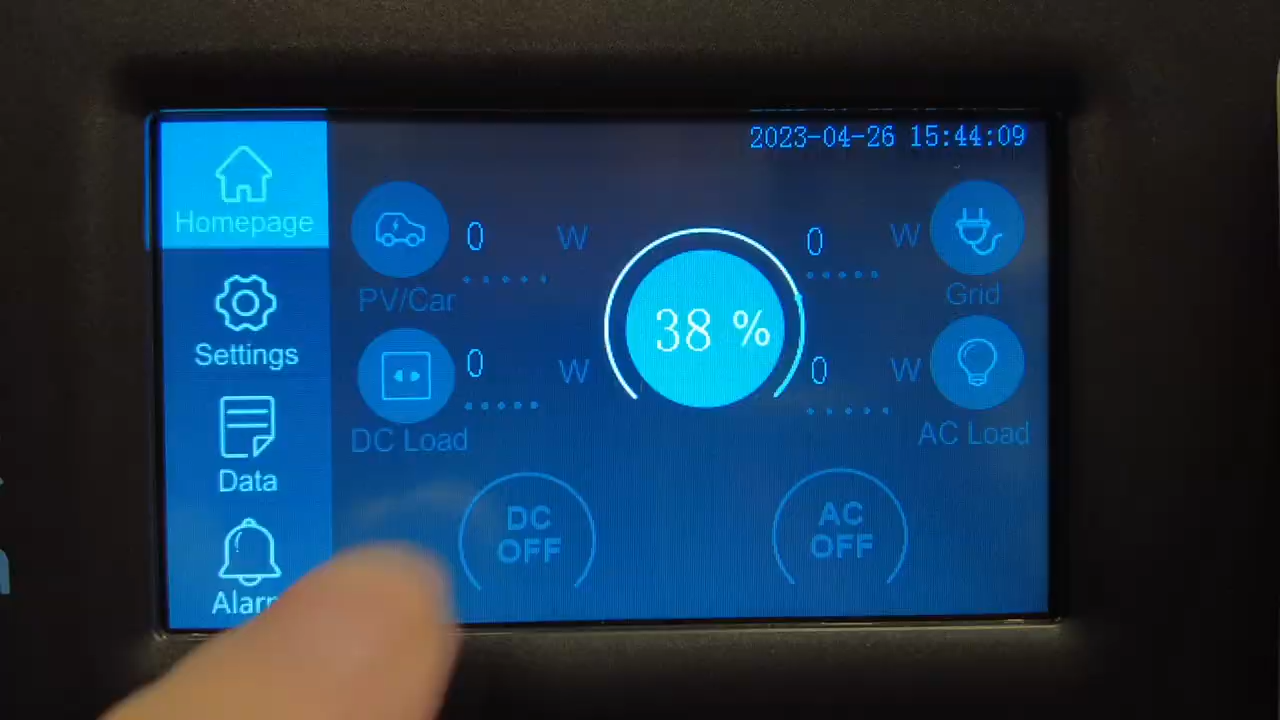 2023-04-26 15:44:09
Homepage
Settings
Data
0 W
PV/Car
0 W
DC Load
38 %
0 W
Grid
0 W
AC Load
DC
OFF
AC
OFF